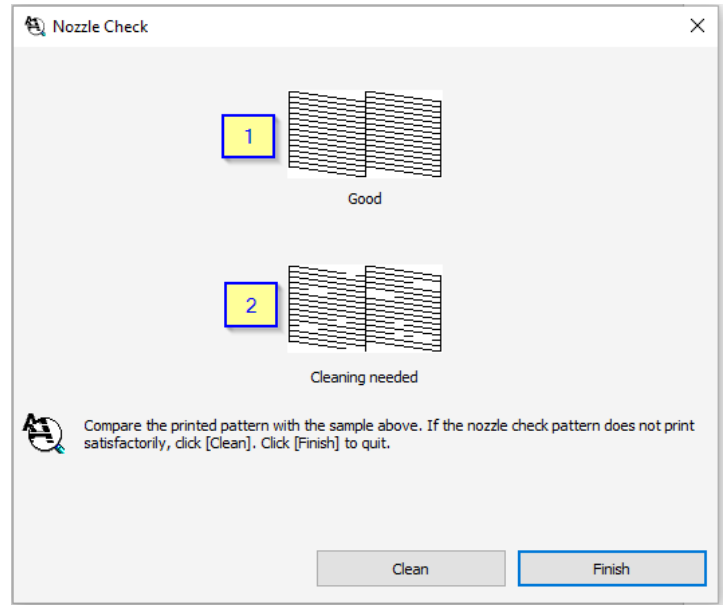 Nozzle Check
1
Good
2
Cleaning needed
Compare the printed pattern with the sample above. If the nozzle check pattern does not print
satisfactorily, click [Clean]. Click [Finish] to quit.
Clean
Finish